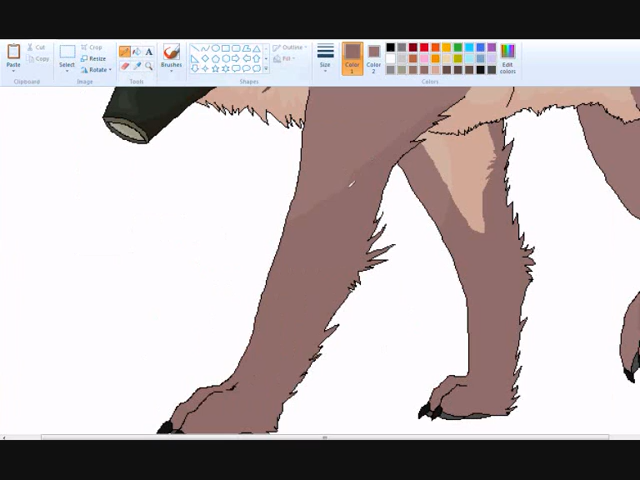 Paste
Cut
Copy
Clipboard
Select
Crop
Resize
Rotate
Image
A
Tools
Brushes
Outline
Fill
Shapes
Size
Color
1
Color
2
Edit
colors
Colors